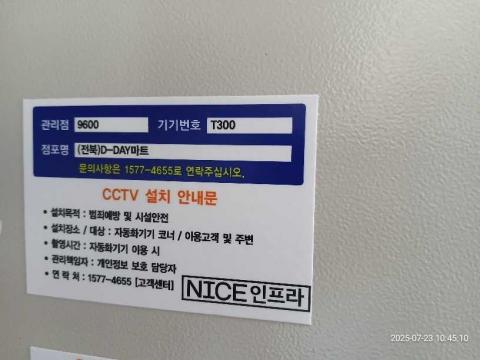 관리점 9600 기기번호 T300
점포명 (전북)D-DAY마트
문의사항은 1577-4655로 연락주십시오.
CCTV 설치 안내문
• 설치목적 : 범죄예방 및 시설안전
• 설치장소 / 대상 : 자동화기기 코너 / 이용고객 및 주변
• 촬영시간 : 자동화기기 이용 시
• 관리책임자 : 개인정보 보호 담당자
• 연 락 처 : 1577-4655 [고객센터]
NICE인프라
2025-07-23 10:45:10